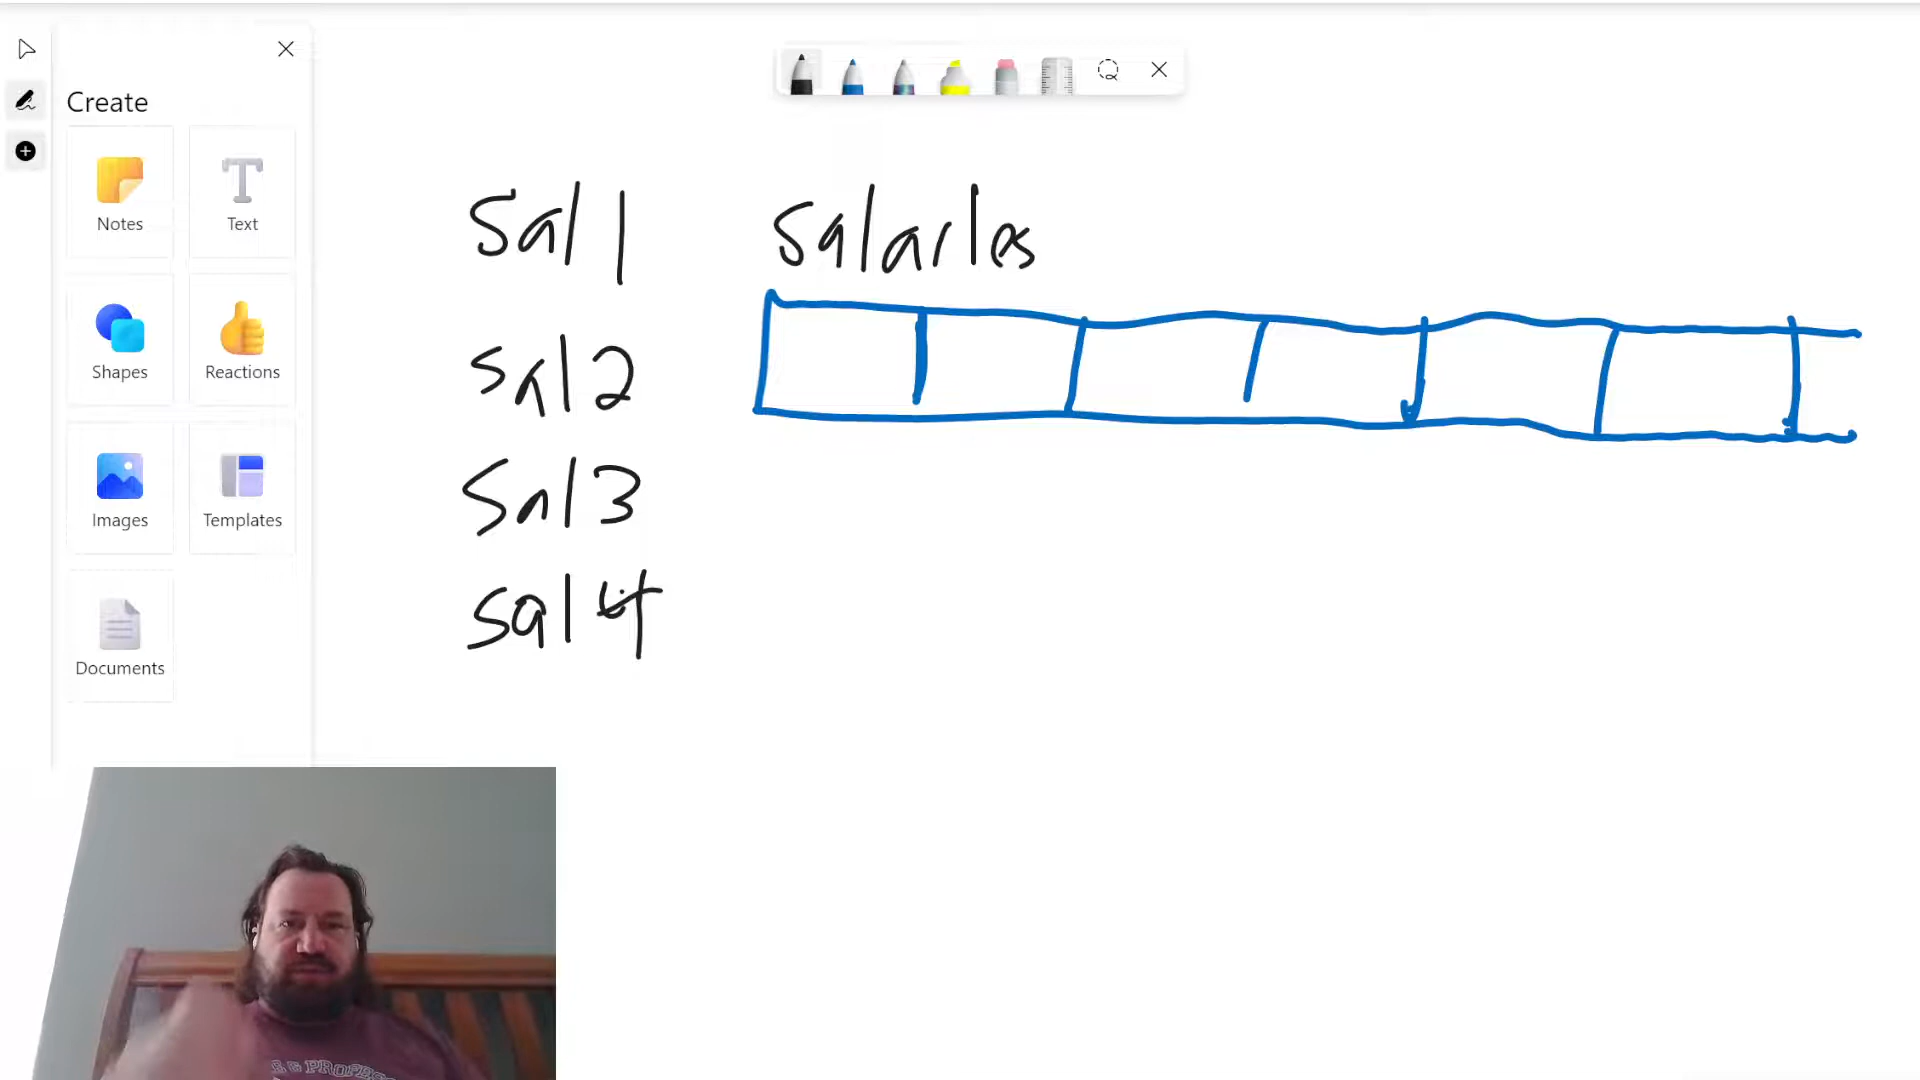 Create
Notes
Text
Shapes
Reactions
Images
Templates
Documents
Sal 1
Salaries
Sal 2
Sal 3
Sal 4